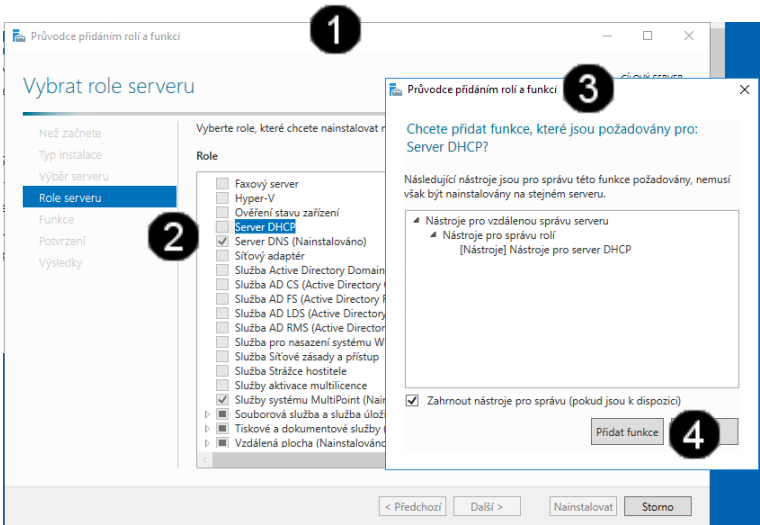 1
Průvodce přidáním rolí a funkcí
Vybrat role serveru
Než začnete
Typ instalace
Výběr serveru
Role serveru
Funkce
Potvrzení
Výsledky
Vyberte role, které chcete nainstalovat
Role
2
Faxový server
Hyper-V
Ověření stavu zařízení
Server DHCP
Server DNS (Nainstalováno)
Síťový adaptér
Služba Active Directory Domain
Služba AD CS (Active Directory
Služba AD FS (Active Directory
Služba AD LDS (Active Directory
Služba AD RMS (Active Director
Služba pro nasazení systému W
Služba Síťové zásady a přístup
Služba Strážce hostitele
Služby aktivace multilicence
Služby systému MultiPoint (Nai
Souborová služba a služba úlož
Tiskové a dokumentové služby (
Vzdálená plocha (Nainstalováno
< Předchozí
Další >
Nainstalovat
Storno
3
Průvodce přidáním rolí a funkcí
Chcete přidat funkce, které jsou požadovány pro:
Server DHCP?
Následující nástroje jsou pro správu této funkce požadovány, nemusí
však být nainstalovány na stejném serveru.
Nástroje pro vzdálenou správu serveru
Nástroje pro správu rolí
[Nástroje] Nástroje pro server DHCP
Zahrnout nástroje pro správu (pokud jsou k dispozici)
Přidat funkce
4